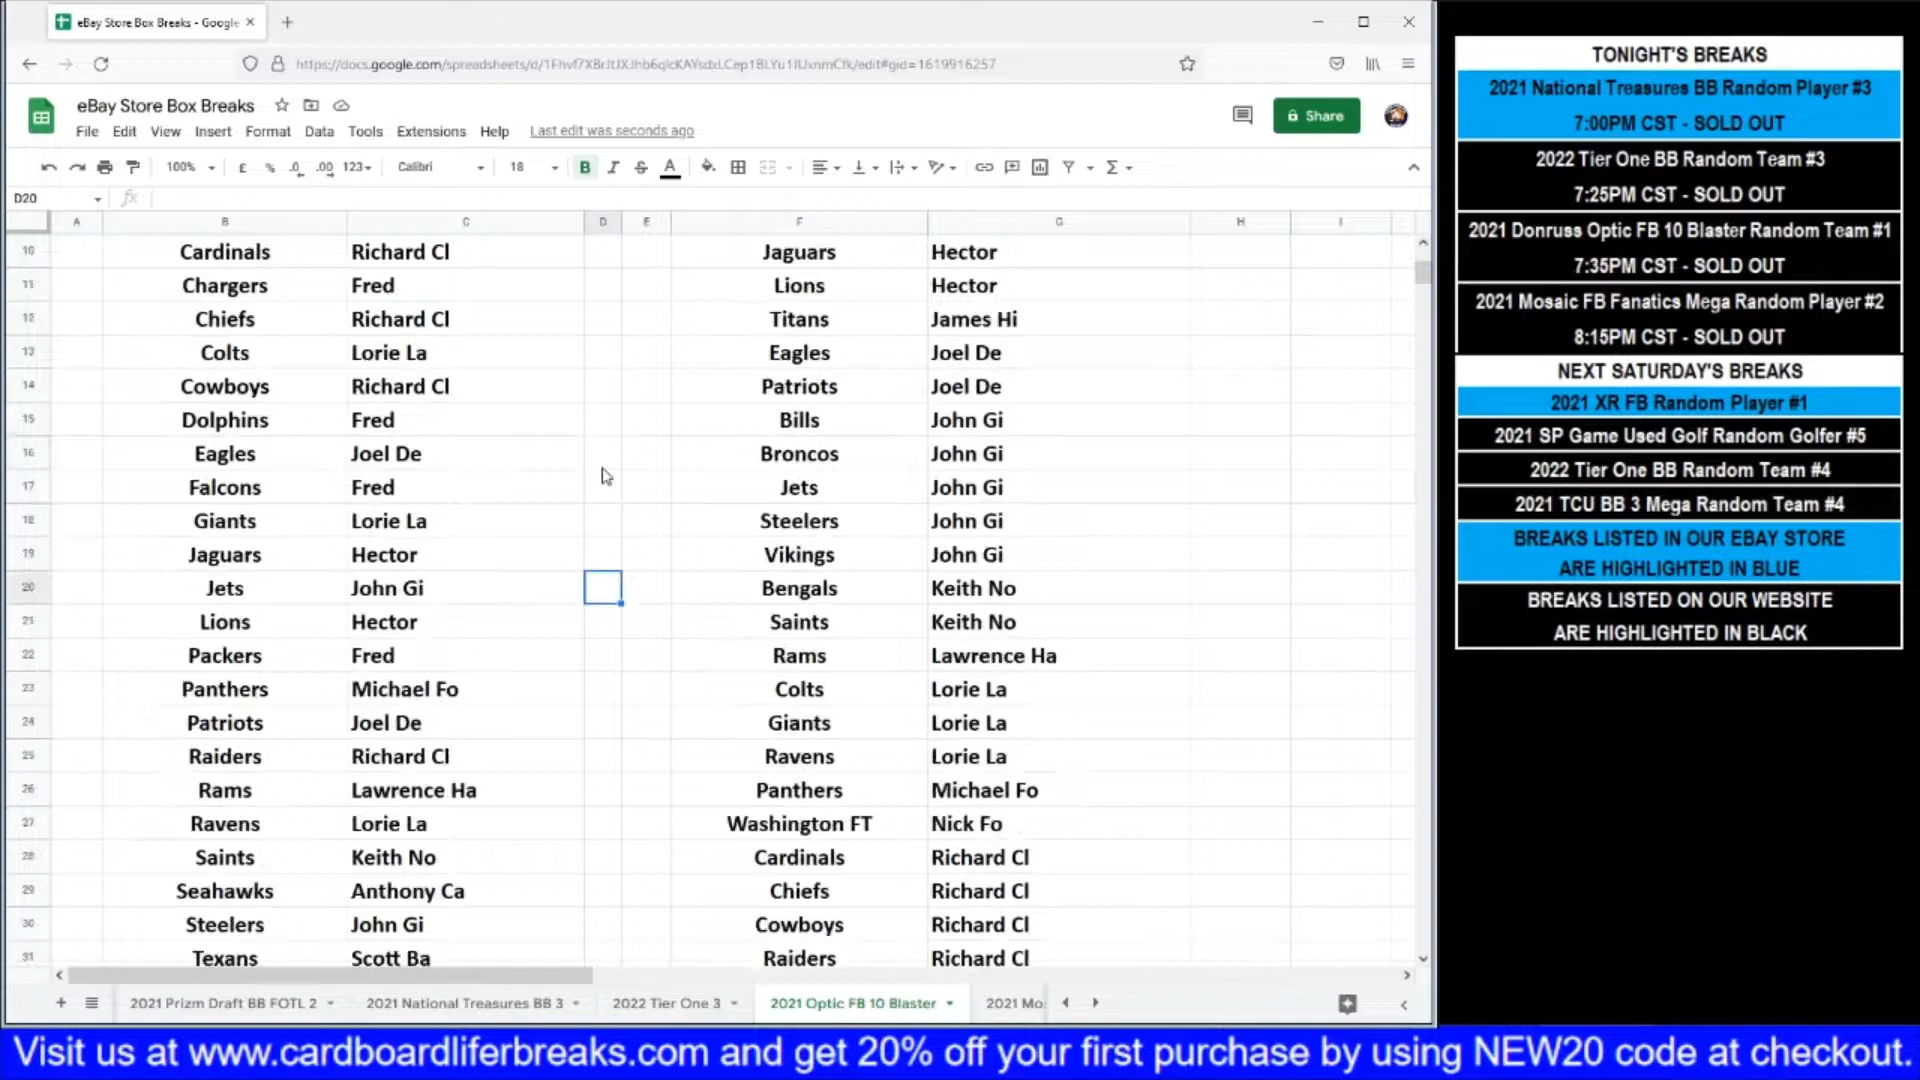 eBay Store Box Breaks - Google
https://docs.google.com/spreadsheets/d/
eBay Store Box Breaks
Share
File Edit View Insert Format Data Tools Extensions Help Last edit was seconds ago
100% £ % .0 .00 123 Calibri 18 B I S A
D20 fx
A B C D E F G H I
10 Cardinals Richard Cl Jaguars Hector
11 Chargers Fred Lions Hector
12 Chiefs Richard Cl Titans James Hi
13 Colts Lorie La Eagles Joel De
14 Cowboys Richard Cl Patriots Joel De
15 Dolphins Fred Bills John Gi
16 Eagles Joel De Broncos John Gi
17 Falcons Fred Jets John Gi
18 Giants Lorie La Steelers John Gi
19 Jaguars Hector Vikings John Gi
20 Jets John Gi Bengals Keith No
21 Lions Hector Saints Keith No
22 Packers Fred Rams Lawrence Ha
23 Panthers Michael Fo Colts Lorie La
24 Patriots Joel De Giants Lorie La
25 Raiders Richard Cl Ravens Lorie La
26 Rams Lawrence Ha Panthers Michael Fo
27 Ravens Lorie La Washington FT Nick Fo
28 Saints Keith No Cardinals Richard Cl
29 Seahawks Anthony Ca Chiefs Richard Cl
30 Steelers John Gi Cowboys Richard Cl
31 Texans Scott Ba Raiders Richard Cl
2021 Prizm Draft BB FOTL 2 2021 National Treasures BB 3 2022 Tier One 3 2021 Optic FB 10 Blaster 2021 Mo
TONIGHT'S BREAKS
2021 National Treasures BB Random Player #3
7:00PM CST - SOLD OUT
2022 Tier One BB Random Team #3
7:25PM CST - SOLD OUT
2021 Donruss Optic FB 10 Blaster Random Team #1
7:35PM CST - SOLD OUT
2021 Mosaic FB Fanatics Mega Random Player #2
8:15PM CST - SOLD OUT
NEXT SATURDAY'S BREAKS
2021 XR FB Random Player #1
2021 SP Game Used Golf Random Golfer #5
2022 Tier One BB Random Team #4
2021 TCU BB 3 Mega Random Team #4
BREAKS LISTED IN OUR EBAY STORE
ARE HIGHLIGHTED IN BLUE
BREAKS LISTED ON OUR WEBSITE
ARE HIGHLIGHTED IN BLACK
Visit us at www.cardboardliferbreaks.com and get 20% off your first purchase by using NEW20 code at checkout.